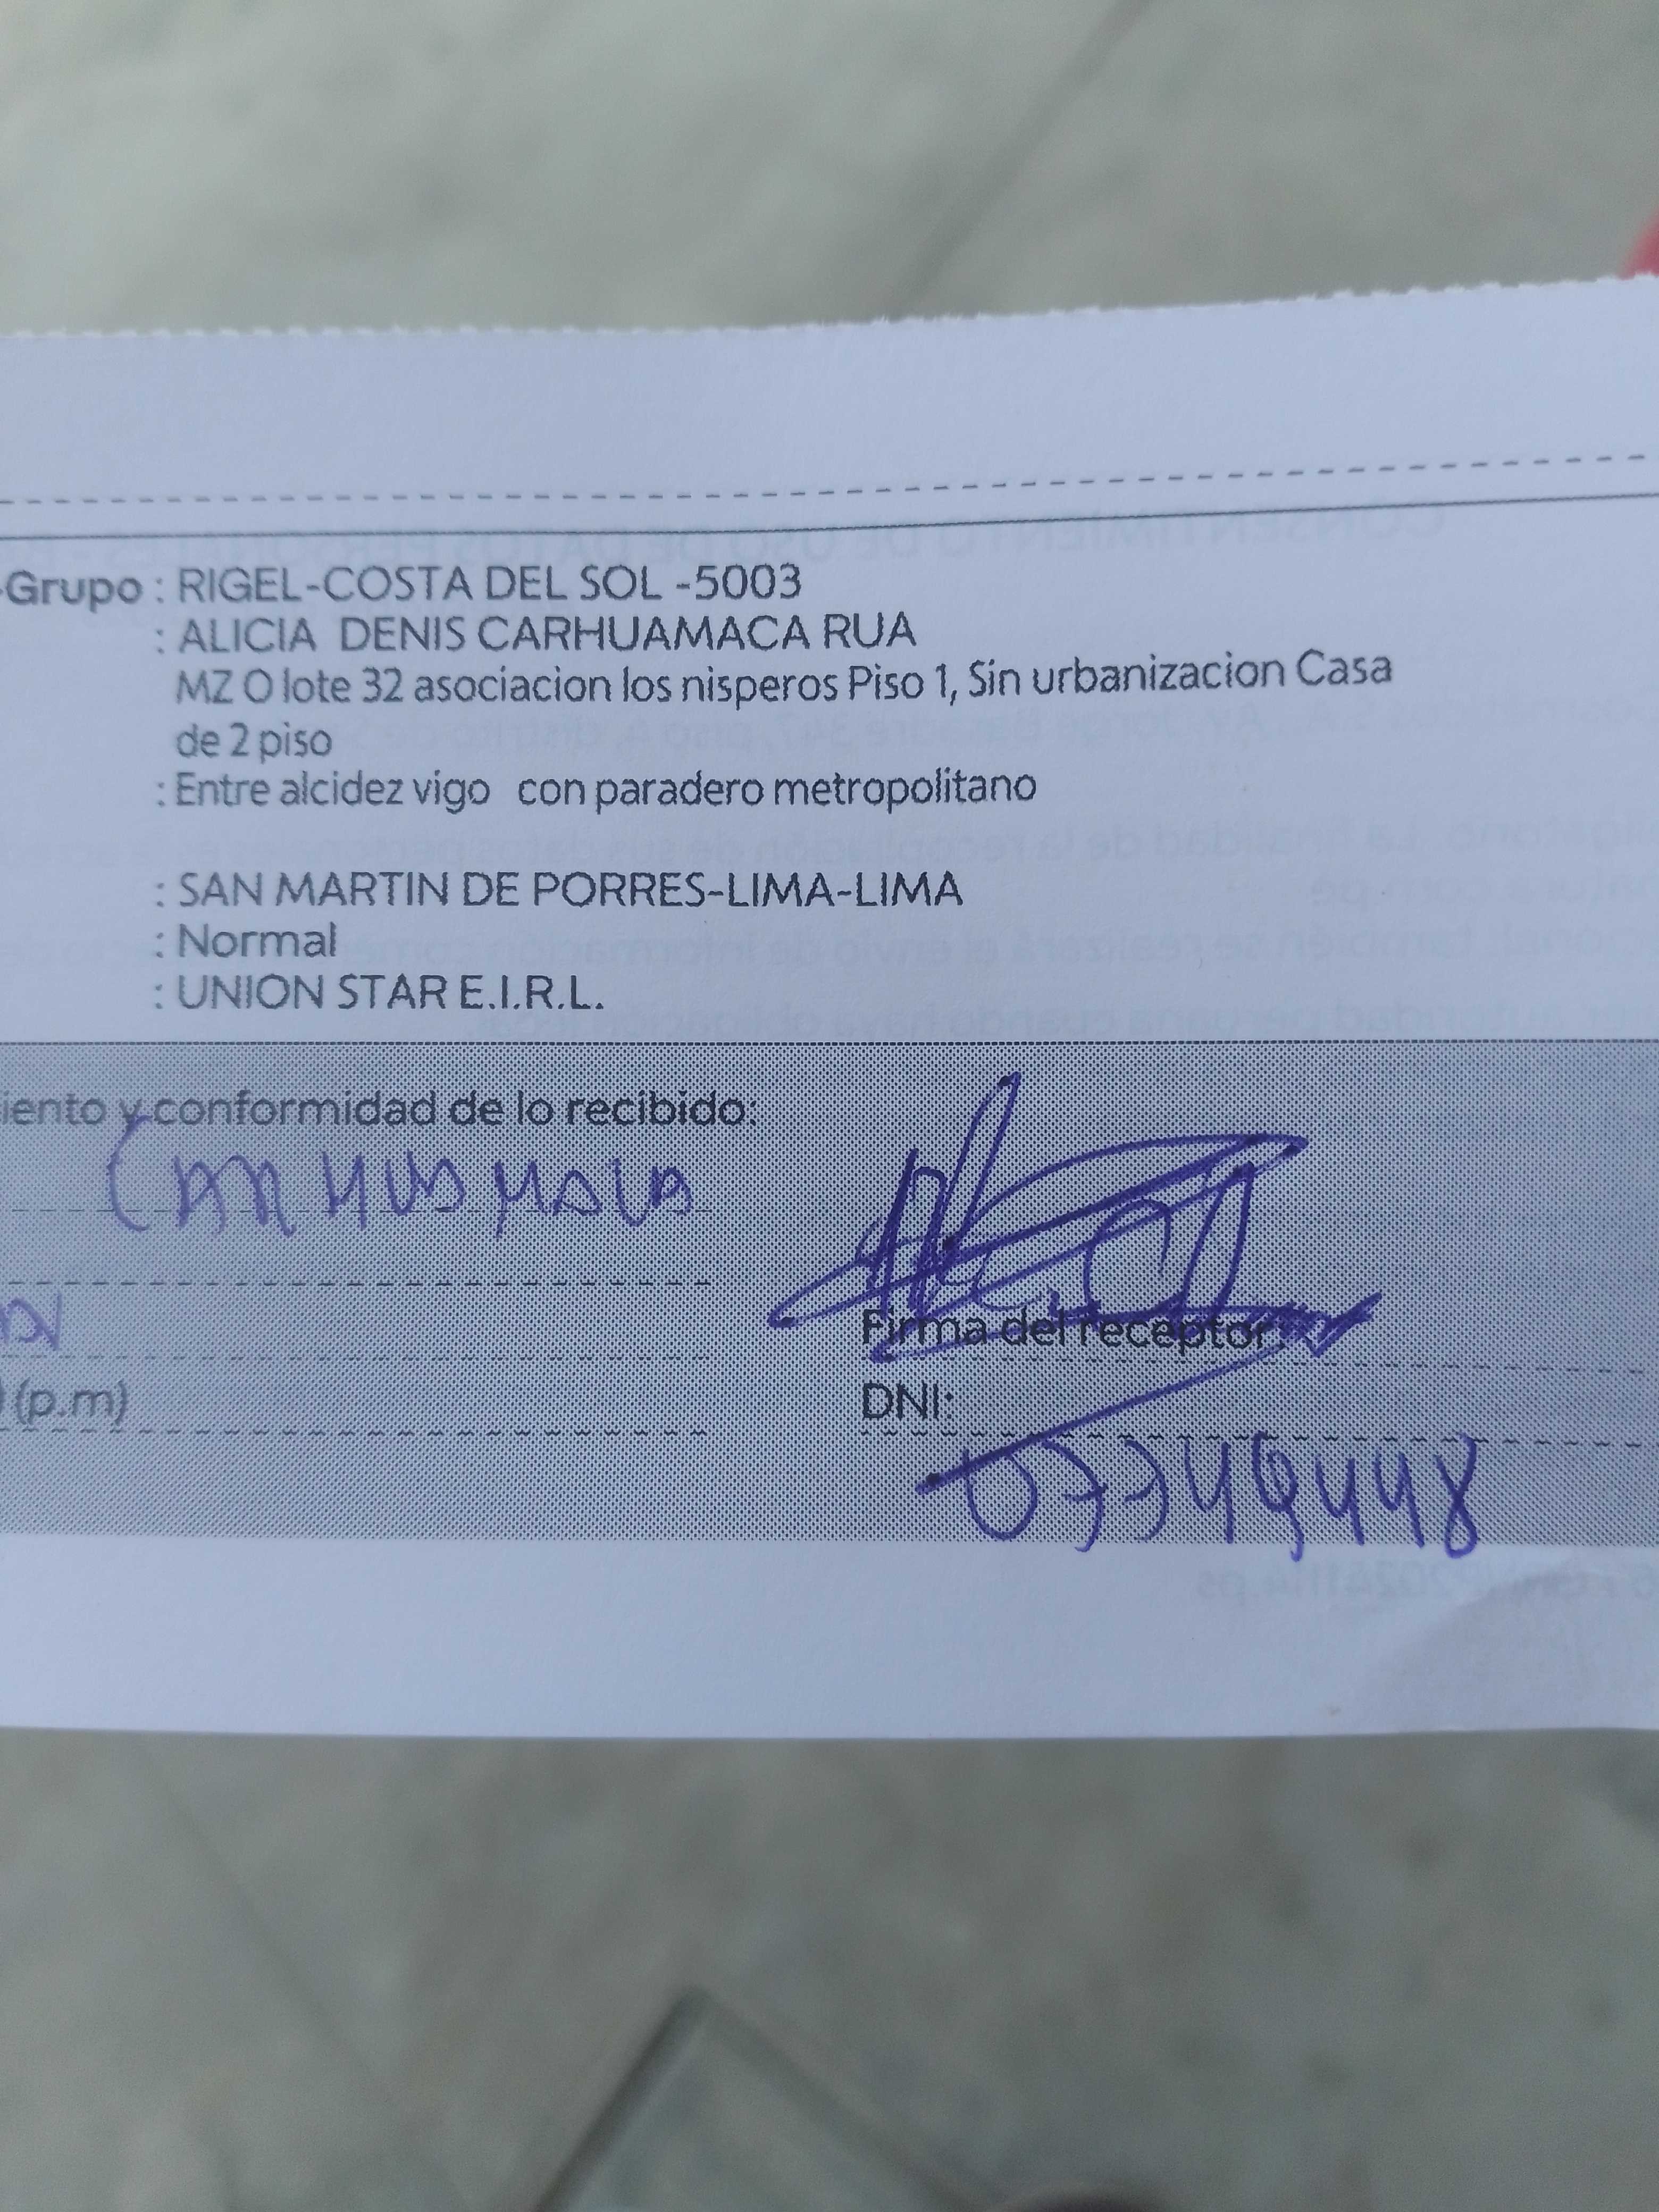 -Grupo : RIGEL-COSTA DEL SOL -5003
: ALICIA DENIS CARHUAMACA RUA
MZ O lote 32 asociacion los nisperos Piso 1, Sin urbanizacion Casa
de 2 piso
: Entre alcidez vigo con paradero metropolitano
: SAN MARTIN DE PORRES-LIMA-LIMA
: Normal
: UNION STAR E.I.R.L.
iento y conformidad de lo recibido:
CARHUAMACA
Firma del receptor
(p.m)
DNI:
07749448